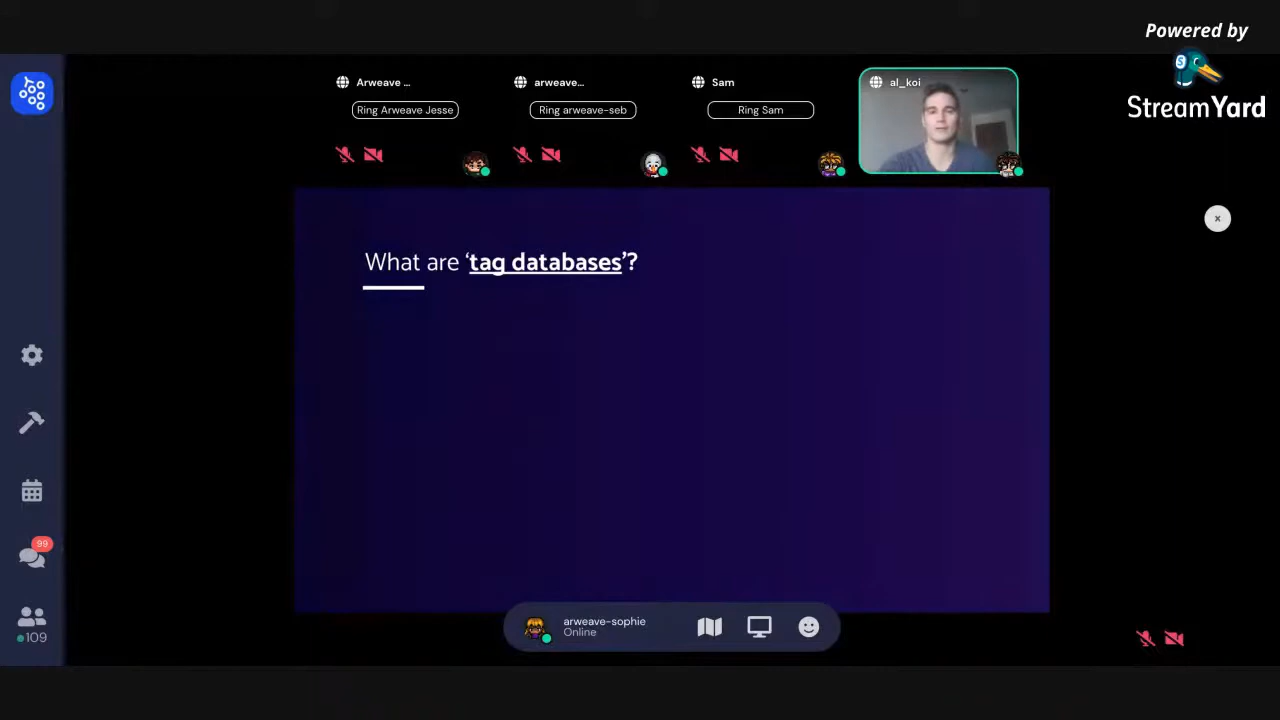 Powered by
StreamYard
Arweave ...
Ring Arweave Jesse
arweave...
Ring arweave-seb
Sam
Ring Sam
al_koi
×
What are ‘tag databases’?
99
109
arweave-sophie
Online